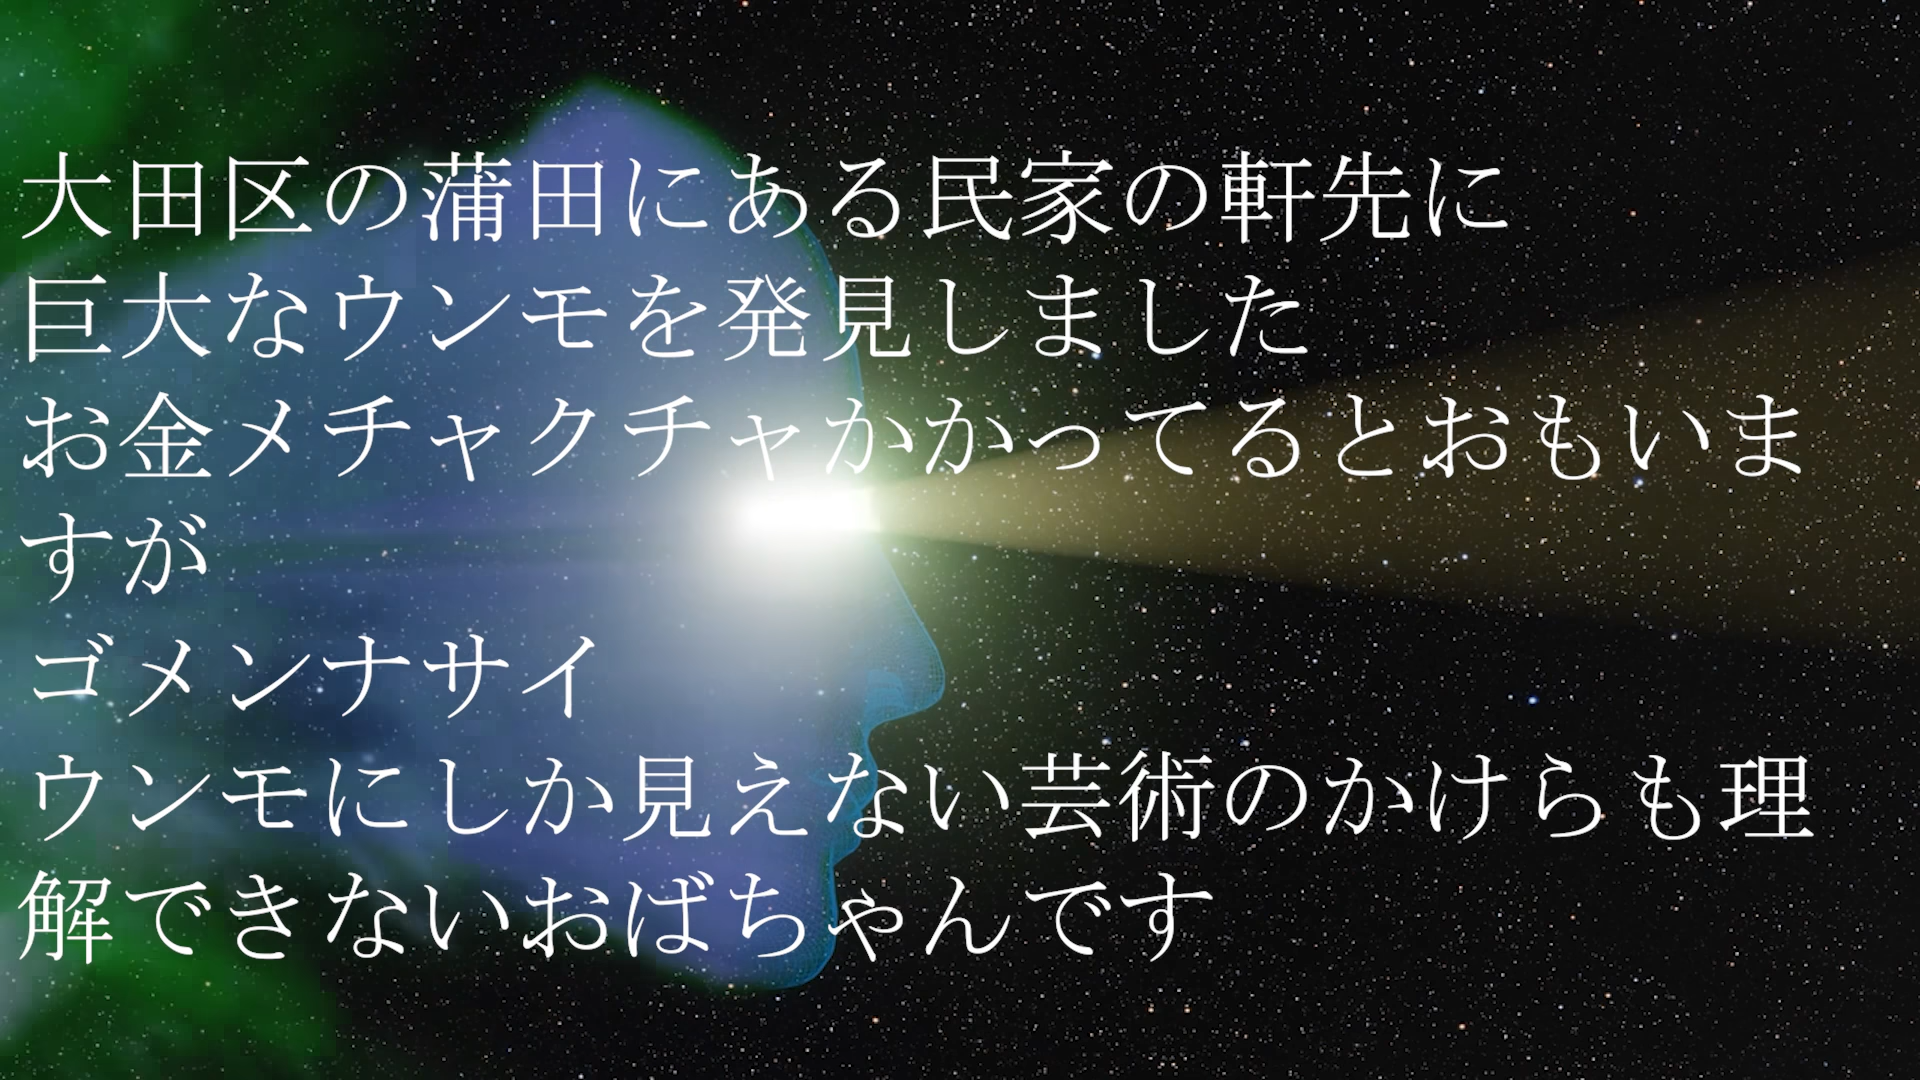 大田区の蒲田にある民家の軒先に
巨大なウンモを発見しました
お金メチャクチャかかってるとおもいま
すが
ゴメンナサイ
ウンモにしか見えない芸術のかけらも理
解できないおばちゃんです